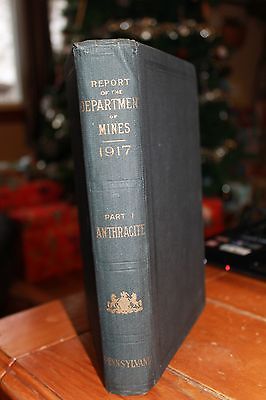 REPORT
OF THE
DEPARTMENT
OF
MINES
1917
PART I
ANTHRACITE
PENNSYLVANIA